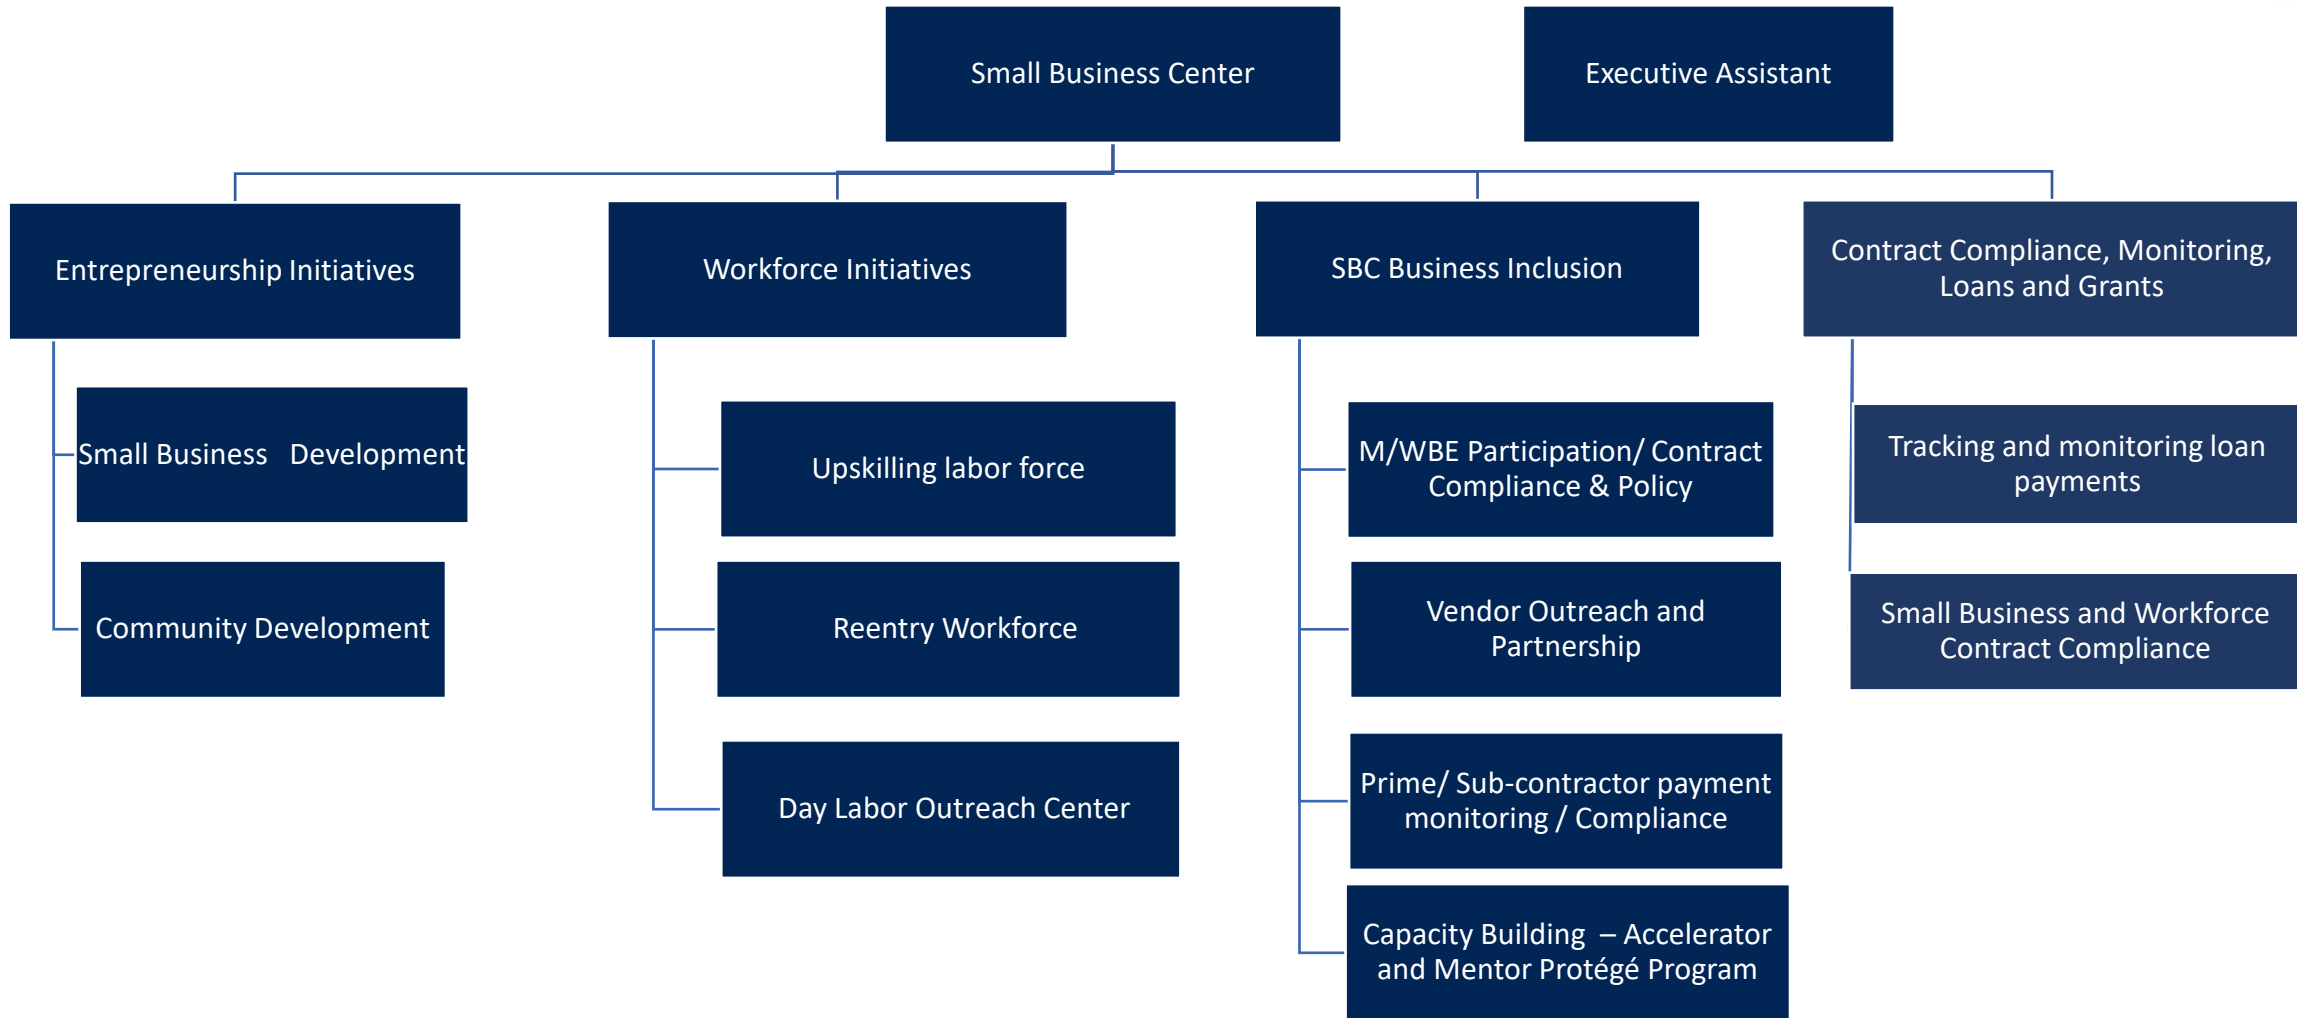 Small Business Center
Executive Assistant
Entrepreneurship Initiatives
Workforce Initiatives
SBC Business Inclusion
Contract Compliance, Monitoring,
Loans and Grants
Small Business   Development
Community Development
Upskilling labor force
Reentry Workforce
Day Labor Outreach Center
M/WBE Participation/ Contract
Compliance & Policy
Vendor Outreach and
Partnership
Prime/ Sub-contractor payment
monitoring / Compliance
Capacity Building  – Accelerator
and Mentor Protégé Program
Tracking and monitoring loan
payments
Small Business and Workforce
Contract Compliance